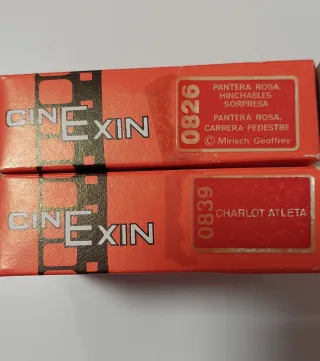 CINEXIN
0826
PANTERA ROSA,
HINCHABLES
SORPRESA
PANTERA ROSA,
CARRERA PEDESTRE
© Mirisch, Geoffrey
CINEXIN
0839
CHARLOT ATLETA